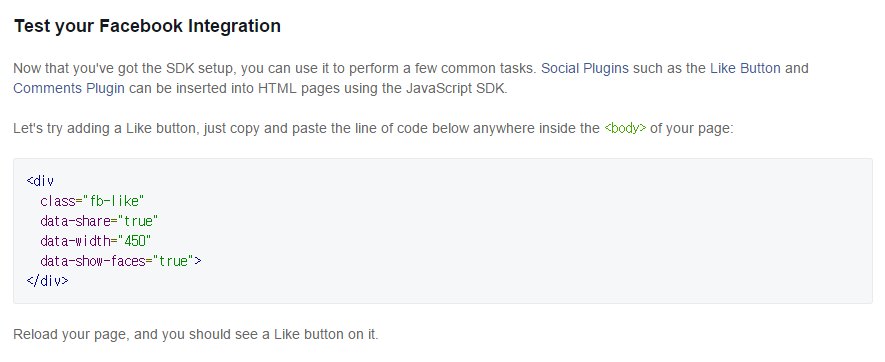 Test your Facebook Integration
Now that you've got the SDK setup, you can use it to perform a few common tasks. Social Plugins such as the Like Button and
Comments Plugin can be inserted into HTML pages using the JavaScript SDK.
Let's try adding a Like button, just copy and paste the line of code below anywhere inside the <body> of your page:
<div
  class="fb-like"
  data-share="true"
  data-width="450"
  data-show-faces="true">
</div>
Reload your page, and you should see a Like button on it.